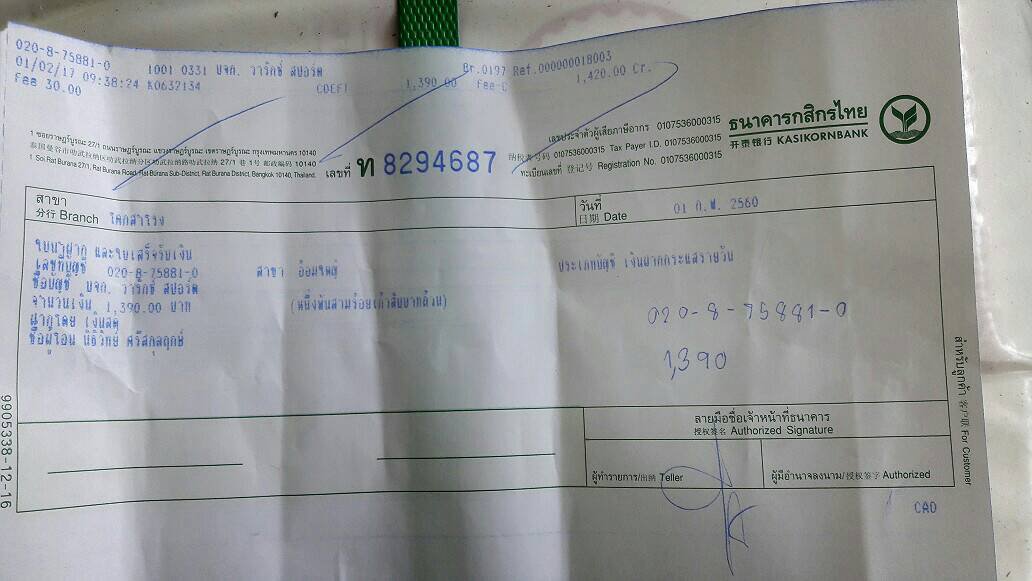 020-8-75881-0
01/02/17 09:38:24 K0632134 1001 0331 บจก. วารักซ์ สปอร์ต Br.0197 Ref.000000018003
Fee 30.00 1,390.00 Fee C 1,420.00 Cr.
ธนาคารกสิกรไทย
开泰银行 KASIKORNBANK
1 ซอยราษฎร์บูรณะ 27/1 ถนนราษฎร์บูรณะ แขวงราษฎร์บูรณะ เขตราษฎร์บูรณะ กรุงเทพมหานคร 10140
1 Soi Rat Burana 27/1, Rat Burana Road, Rat Burana Sub-District, Rat Burana District, Bangkok 10140, Thailand.
เลขที่ ท 8294687
เลขประจำตัวผู้เสียภาษีอากร 0107536000315
纳税者号码 0107536000315 Tax Payer I.D. 0107536000315
ทะเบียนเลขที่ 登记号 Registration No. 0107536000315
สาขา
分行 Branch โคกสำโรง
วันที่
日期 Date 01 ก.พ. 2560
ใบนำฝาก และใบเสร็จรับเงิน
เลขที่บัญชี 020-8-75881-0 สาขา อ้อมใหญ่ ประเภทบัญชี เงินฝากกระแสรายวัน
ชื่อบัญชี บจก. วารักซ์ สปอร์ต
จำนวนเงิน 1,390.00 บาท (หนึ่งพันสามร้อยเก้าสิบบาทถ้วน)
ฝากโดย เงินสด
ชื่อผู้โอน นิธิวิทย์ ศรีสกุลฤกษ์
020-8-75881-0
1,390
สำหรับลูกค้า 客户联 For Customer
9905338-12-16
ลายมือชื่อเจ้าหน้าที่ธนาคาร
授权签名 Authorized Signature
ผู้ทำรายการ/出纳 Teller
ผู้มีอำนาจลงนาม/授权签字 Authorized
CAO